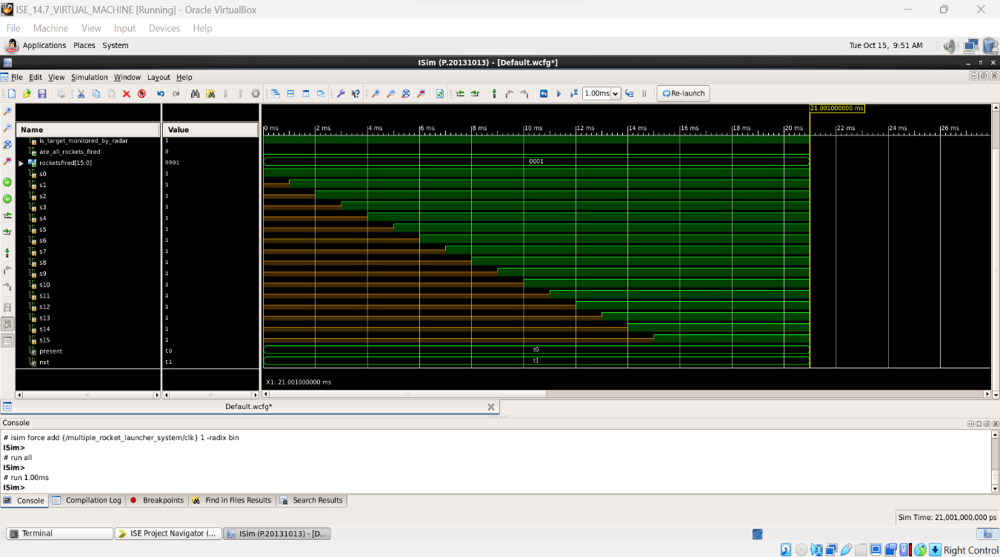 ISE_14.7_VIRTUAL_MACHINE [Running] - Oracle VirtualBox
File Machine View Input Devices Help
Applications Places System Tue Oct 15, 9:51 AM
ISim (P.20131013) - [Default.wcfg*]
File Edit View Simulation Window Layout Help
1.00ms Re-launch
21.001000000 ms
Name Value 0 ms 2 ms 4 ms 6 ms 8 ms 10 ms 12 ms 14 ms 16 ms 18 ms 20 ms 22 ms 24 ms 26 ms
is_target_monitored_by_radar 1
are_all_rockets_fired 0
rocketsfired[15:0] 0001 0001
s0 1
s1 1
s2 1
s3 1
s4 1
s5 1
s6 1
s7 1
s8 1
s9 1
s10 1
s11 1
s12 1
s13 1
s14 1
s15 1
present t0 t0
nxt t1 t1
X1: 21.001000000 ms
Default.wcfg*
Console
# isim force add {/multiple_rocket_launcher_system/clk} 1 -radix bin
ISim>
# run all
ISim>
# run 1.00ms
ISim>
Console Compilation Log Breakpoints Find in Files Results Search Results
Sim Time: 21,001,000,000 ps
Terminal ISE Project Navigator (... ISim (P.20131013) - [D...
Right Control